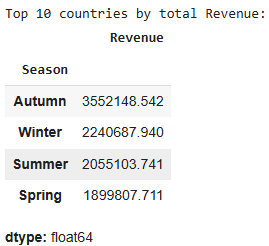 Top 10 countries by total Revenue:
Revenue
Season
Autumn 3552148.542
Winter 2240687.940
Summer 2055103.741
Spring 1899807.711
dtype: float64